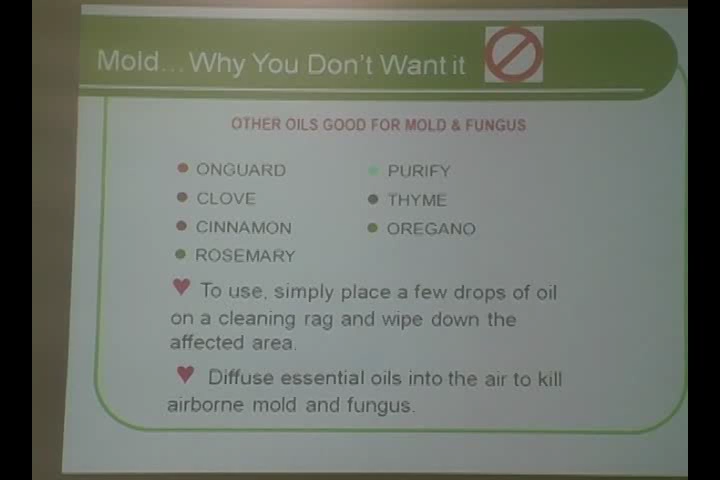 Mold... Why You Don't Want it
OTHER OILS GOOD FOR MOLD & FUNGUS
ONGUARD
PURIFY
CLOVE
THYME
CINNAMON
OREGANO
ROSEMARY
To use, simply place a few drops of oil
on a cleaning rag and wipe down the
affected area.
Diffuse essential oils into the air to kill
airborne mold and fungus.